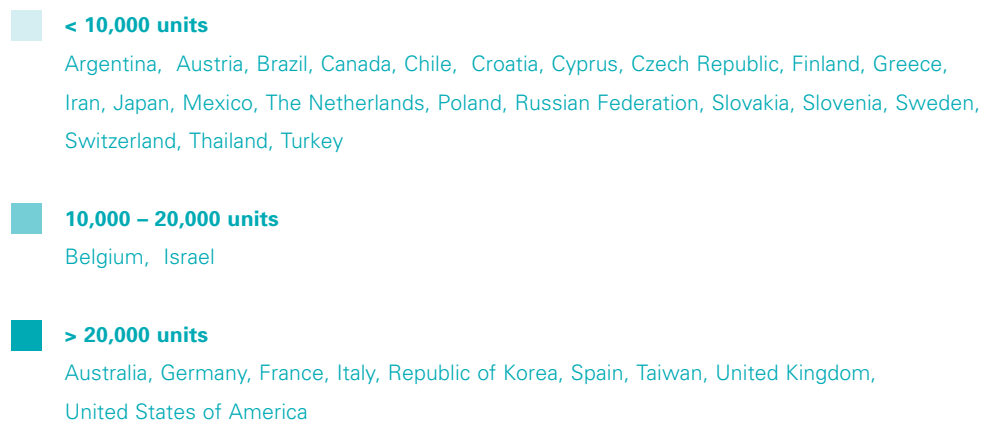 < 10,000 units
Argentina, Austria, Brazil, Canada, Chile, Croatia, Cyprus, Czech Republic, Finland, Greece,
Iran, Japan, Mexico, The Netherlands, Poland, Russian Federation, Slovakia, Slovenia, Sweden,
Switzerland, Thailand, Turkey
10,000 – 20,000 units
Belgium, Israel
> 20,000 units
Australia, Germany, France, Italy, Republic of Korea, Spain, Taiwan, United Kingdom,
United States of America